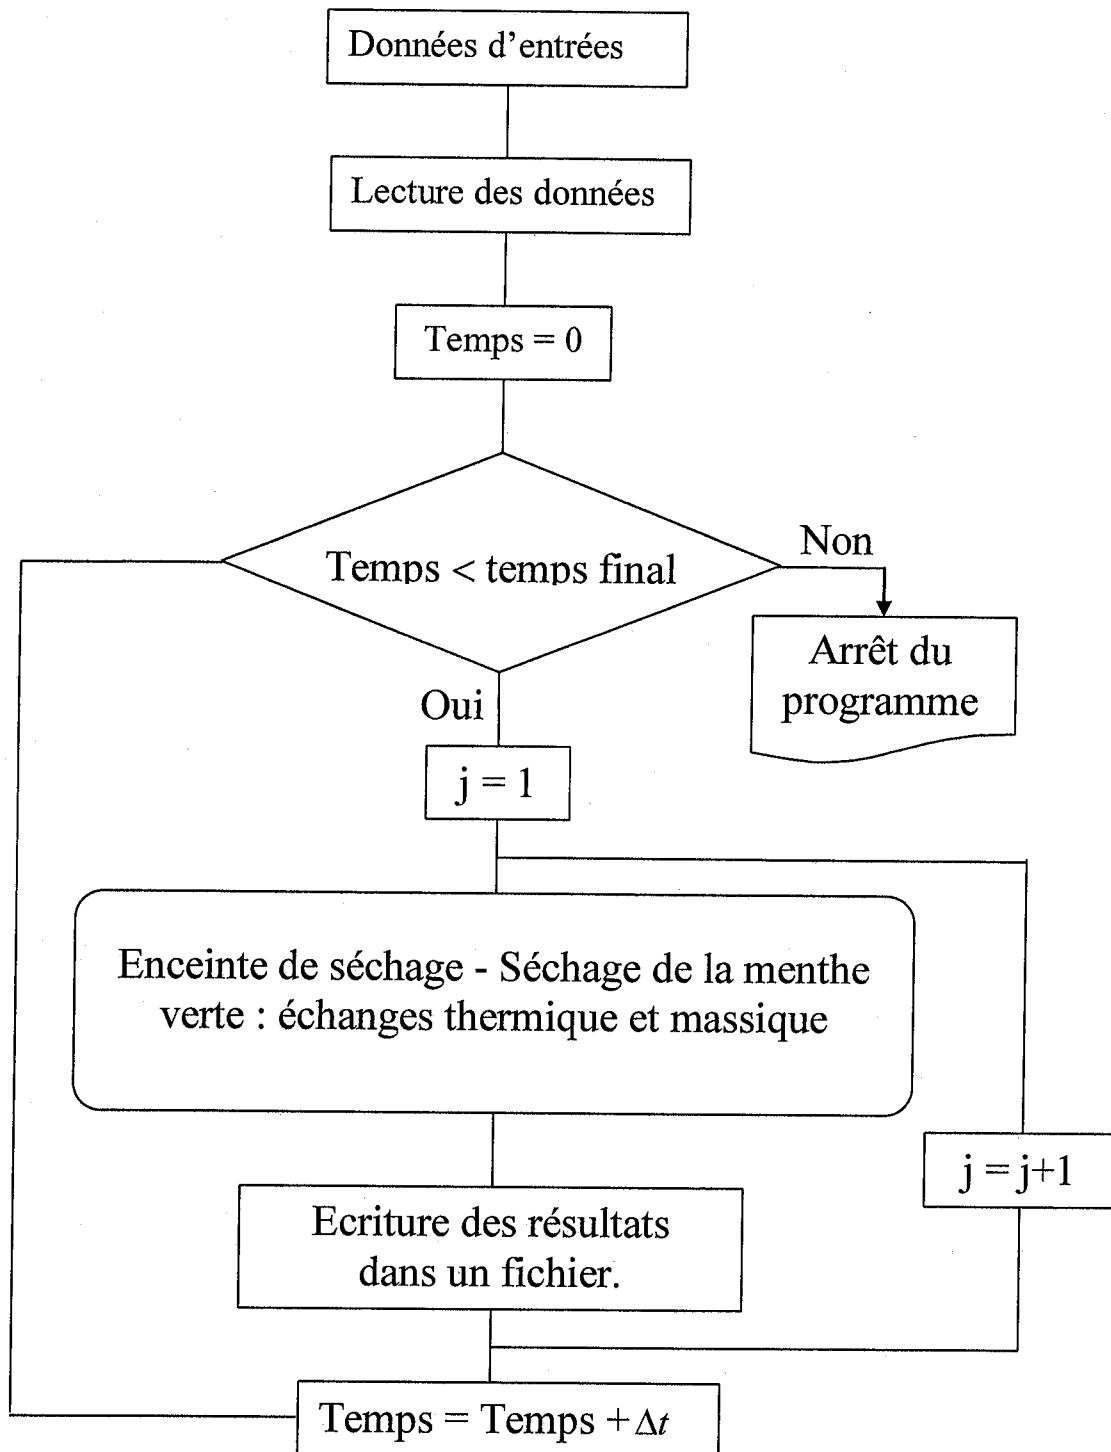 Données d'entrées
Lecture des données
Temps = 0
Temps < temps final
Non
Arrêt du
programme
Oui
j = 1
Enceinte de séchage - Séchage de la menthe
verte : échanges thermique et massique
j = j+1
Ecriture des résultats
dans un fichier.
Temps = Temps + Δt